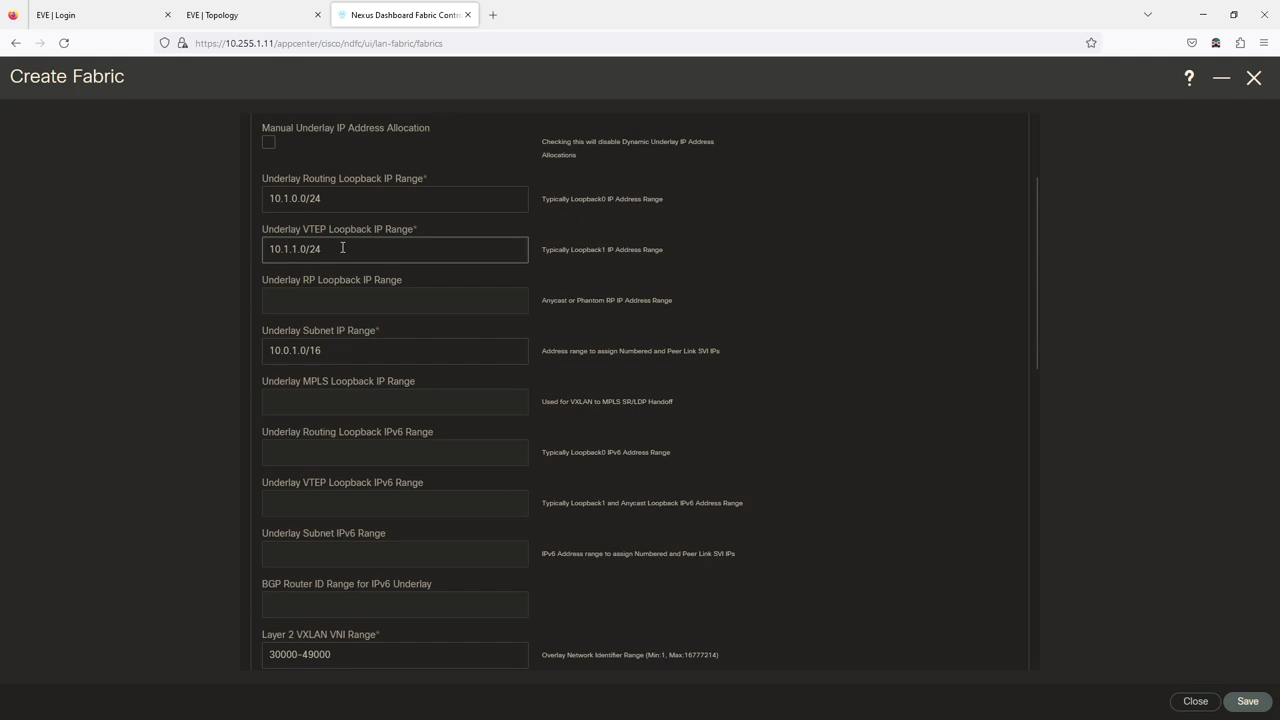 EVE | Login
EVE | Topology
Nexus Dashboard Fabric Contr
https://10.255.1.11/appcenter/cisco/ndfc/ui/lan-fabric/fabrics
Create Fabric
Manual Underlay IP Address Allocation
Checking this will disable Dynamic Underlay IP Address
Allocations
Underlay Routing Loopback IP Range*
10.1.0.0/24
Typically Loopback0 IP Address Range
Underlay VTEP Loopback IP Range*
10.1.1.0/24
Typically Loopback1 IP Address Range
Underlay RP Loopback IP Range
Anycast or Phantom RP IP Address Range
Underlay Subnet IP Range*
10.0.1.0/16
Address range to assign Numbered and Peer Link SVI IPs
Underlay MPLS Loopback IP Range
Used for VXLAN to MPLS SR/LDP Handoff
Underlay Routing Loopback IPv6 Range
Typically Loopback0 IPv6 Address Range
Underlay VTEP Loopback IPv6 Range
Typically Loopback1 and Anycast Loopback IPv6 Address Range
Underlay Subnet IPv6 Range
IPv6 Address range to assign Numbered and Peer Link SVI IPs
BGP Router ID Range for IPv6 Underlay
Layer 2 VXLAN VNI Range*
30000-49000
Overlay Network Identifier Range (Min:1, Max:16777214)
Close
Save